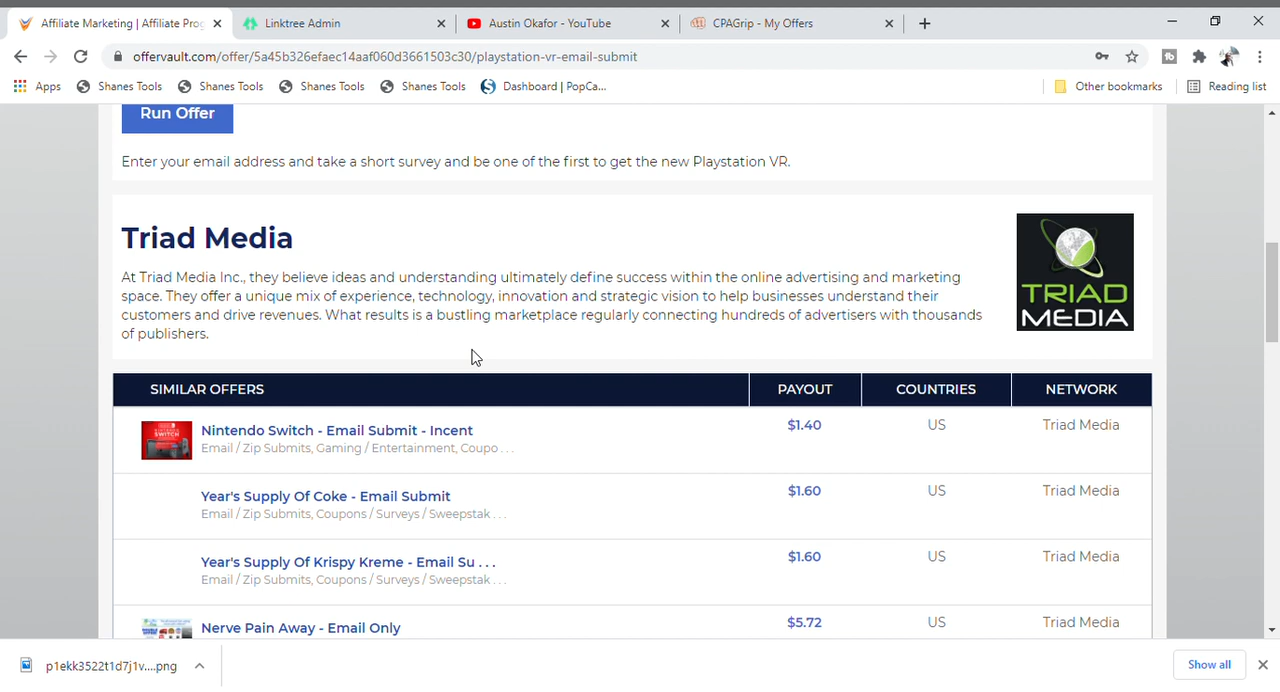 Affiliate Marketing | Affiliate Prog
Linktree Admin
Austin Okafor - YouTube
CPAGrip - My Offers
offervault.com/offer/5a45b326efaec14aaf060d3661503c30/playstation-vr-email-submit
Apps
Shanes Tools
Shanes Tools
Shanes Tools
Shanes Tools
Dashboard | PopCa...
Other bookmarks
Reading list
Run Offer
Enter your email address and take a short survey and be one of the first to get the new Playstation VR.
Triad Media
At Triad Media Inc., they believe ideas and understanding ultimately define success within the online advertising and marketing
space. They offer a unique mix of experience, technology, innovation and strategic vision to help businesses understand their
customers and drive revenues. What results is a bustling marketplace regularly connecting hundreds of advertisers with thousands
of publishers.
TRIAD
MEDIA
SIMILAR OFFERS PAYOUT COUNTRIES NETWORK
Nintendo Switch - Email Submit - Incent
Email / Zip Submits, Gaming / Entertainment, Coupo . . .
$1.40 US Triad Media
Year's Supply Of Coke - Email Submit
Email / Zip Submits, Coupons / Surveys / Sweepstak . . .
$1.60 US Triad Media
Year's Supply Of Krispy Kreme - Email Su . . .
Email / Zip Submits, Coupons / Surveys / Sweepstak . . .
$1.60 US Triad Media
Nerve Pain Away - Email Only
$5.72 US Triad Media
p1ekk3522t1d7j1v....png
Show all